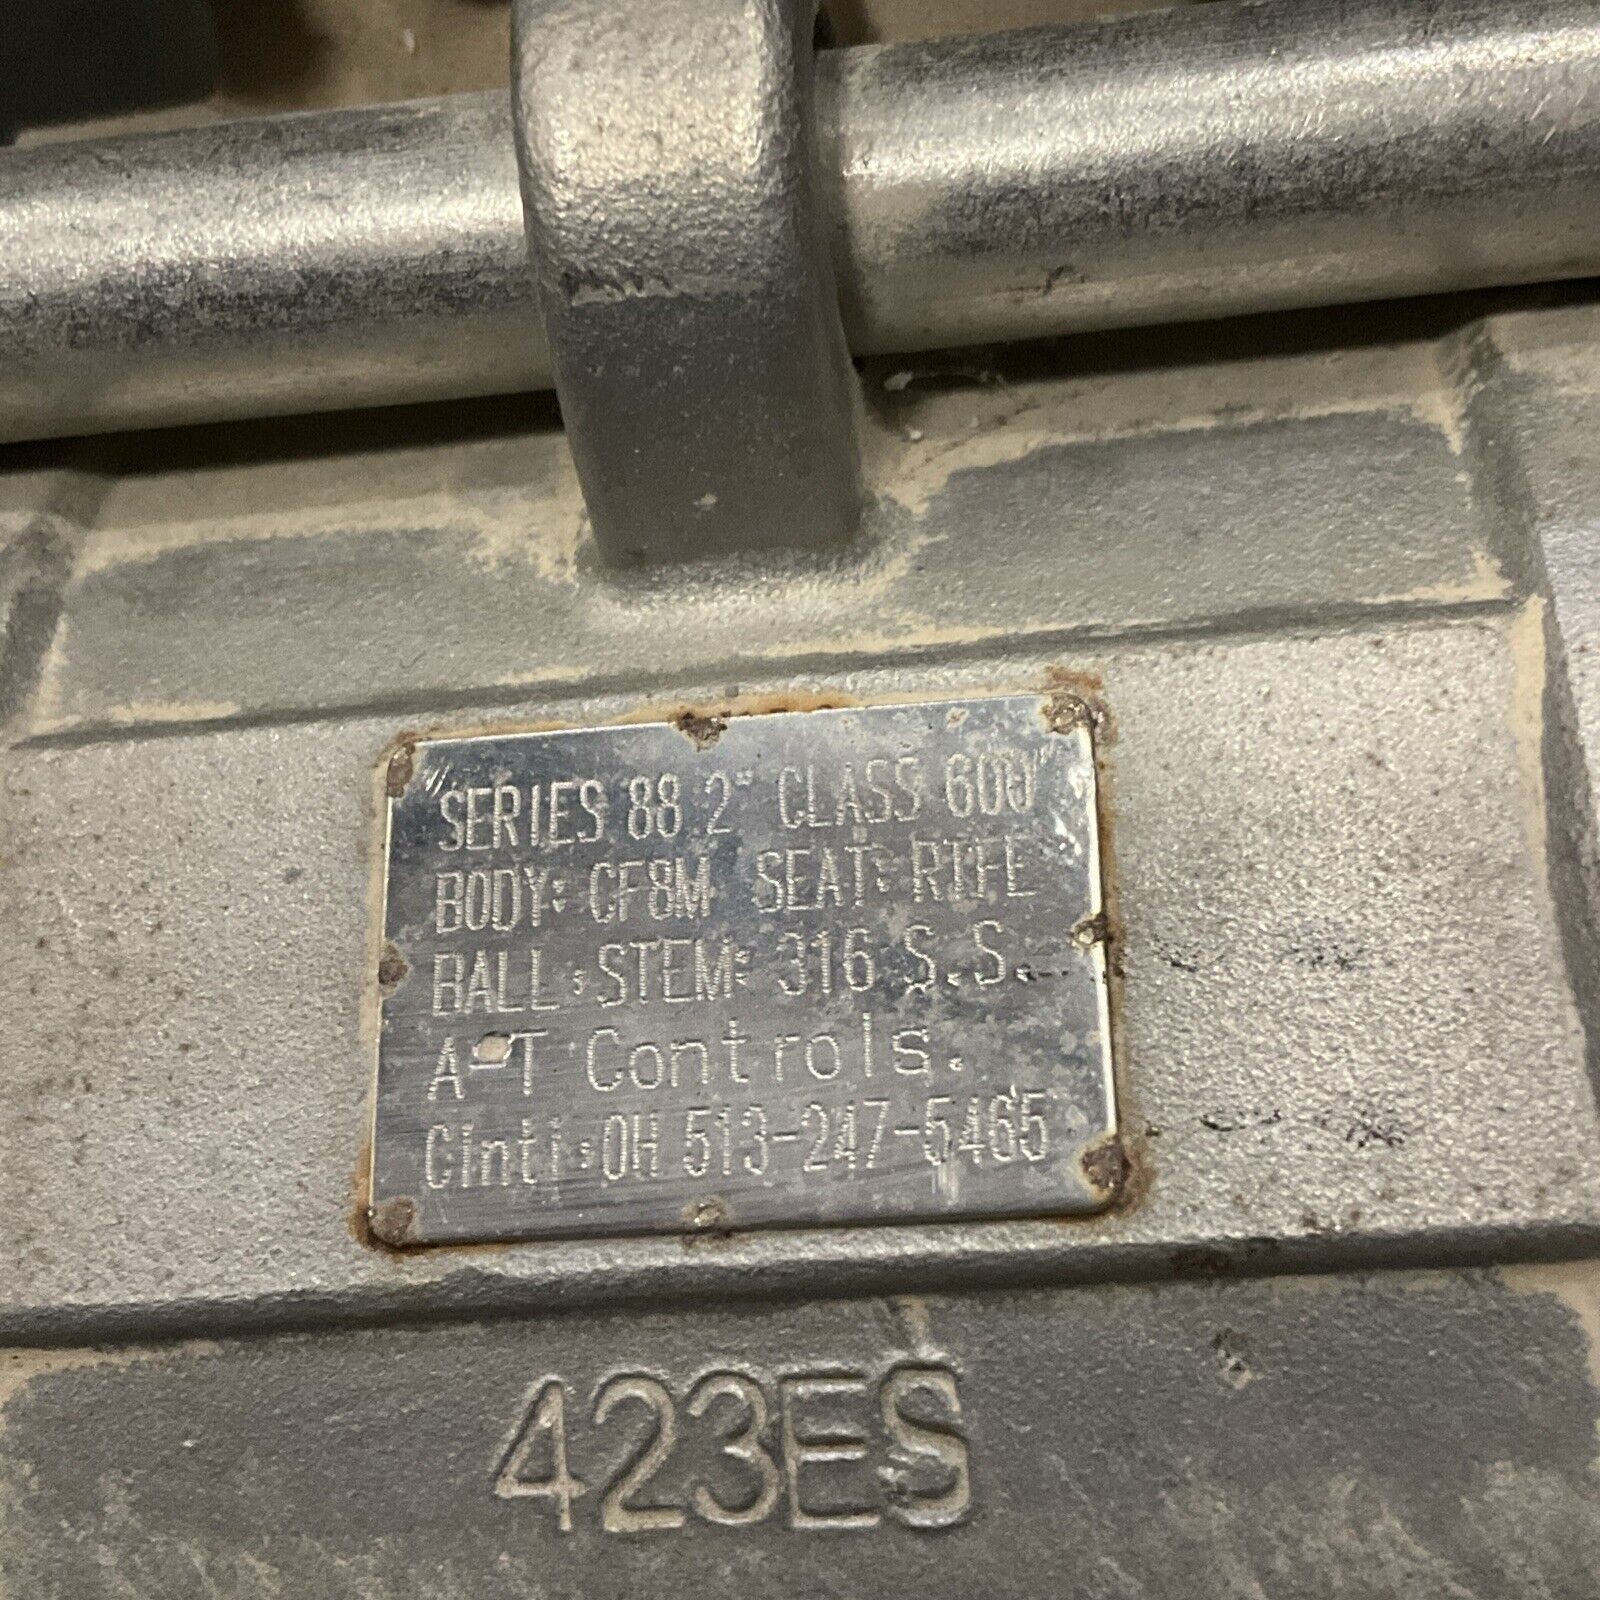 SERIES 88 2" CLASS 600"
BODY: CF8M SEAT: RTFE
BALL:STEM: 316 S.S.
A-T Controls.
Cinti:OH 513-247-5465
423ES